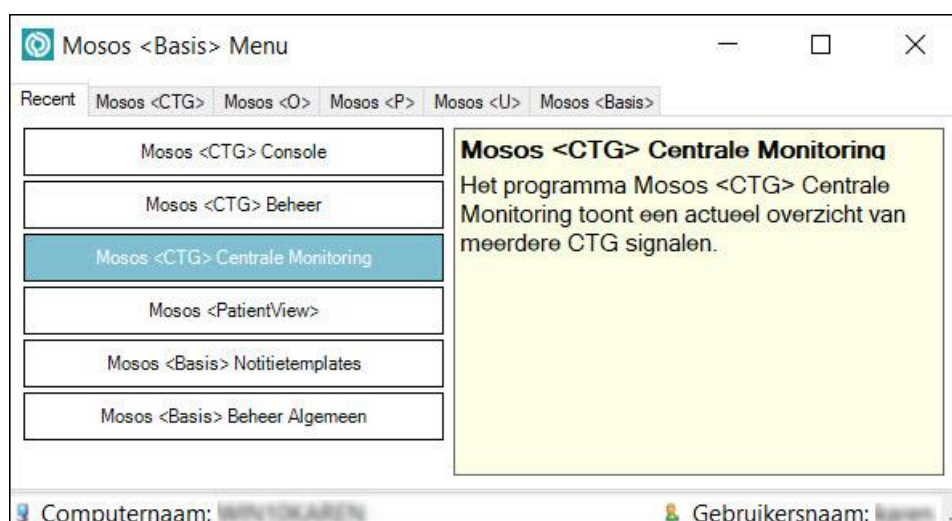 Mosos <Basis> Menu
Recent Mosos <CTG> Mosos <O> Mosos <P> Mosos <U> Mosos <Basis>
Mosos <CTG> Console
Mosos <CTG> Beheer
Mosos <CTG> Centrale Monitoring
Mosos <PatientView>
Mosos <Basis> Notitietemplates
Mosos <Basis> Beheer Algemeen
Mosos <CTG> Centrale Monitoring
Het programma Mosos <CTG> Centrale
Monitoring toont een actueel overzicht van
meerdere CTG signalen.
Computernaam:
Gebruikersnaam: